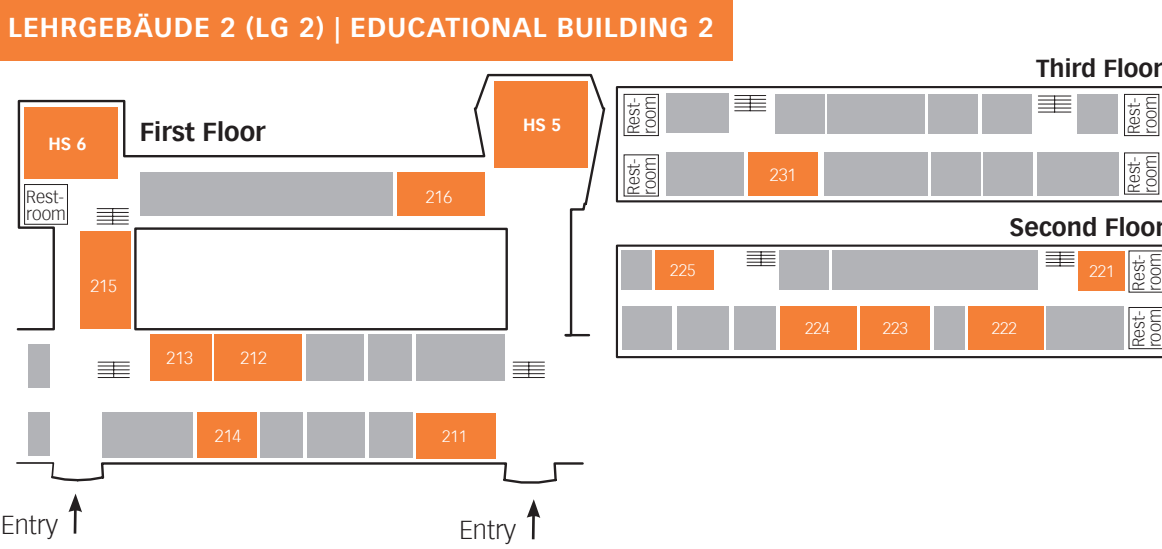 LEHRGEBÄUDE 2 (LG 2) | EDUCATIONAL BUILDING 2
First Floor
HS 6
HS 5
Rest-
room
216
215
213
212
214
211
Entry
Entry
Third Floor
Rest-
room
Rest-
room
Rest-
room
231
Rest-
room
Second Floor
225
221
Rest-
room
224
223
222
Rest-
room